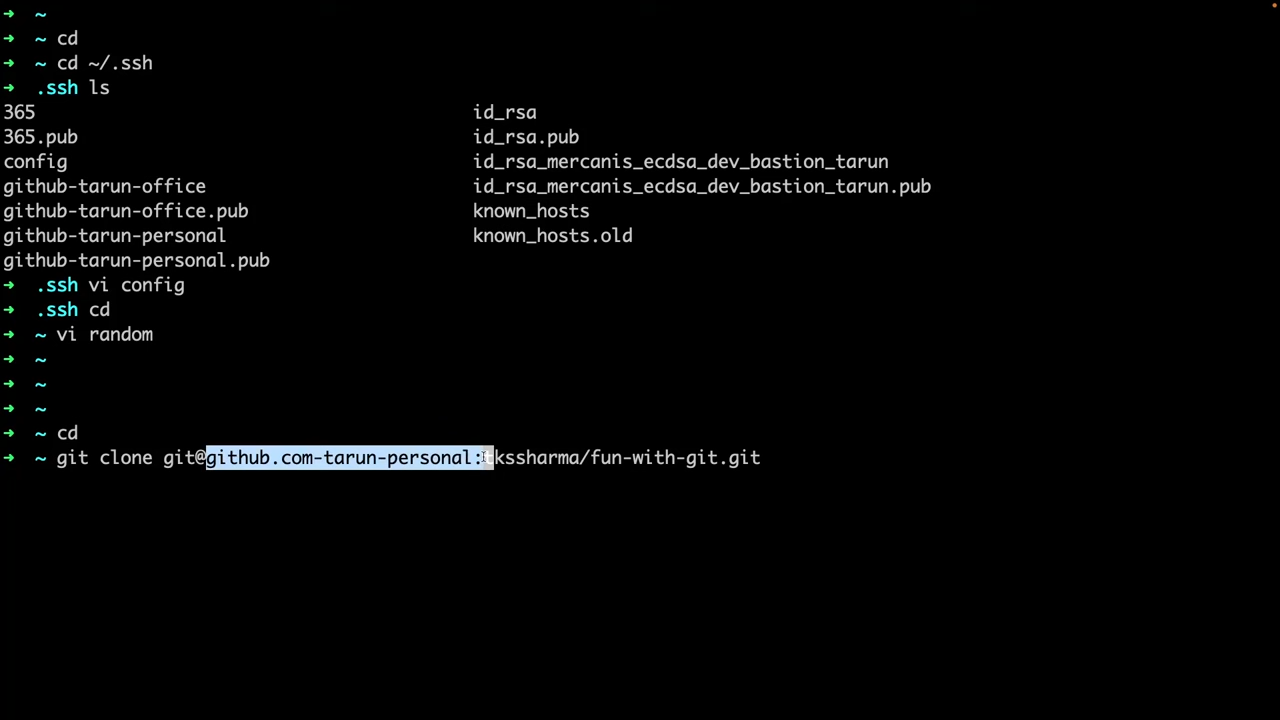 ➜ ~
➜ ~ cd
➜ ~ cd ~/.ssh
➜ .ssh ls
365 id_rsa
365.pub id_rsa.pub
config id_rsa_mercanis_ecdsa_dev_bastion_tarun
github-tarun-office id_rsa_mercanis_ecdsa_dev_bastion_tarun.pub
github-tarun-office.pub known_hosts
github-tarun-personal known_hosts.old
github-tarun-personal.pub
➜ .ssh vi config
➜ .ssh cd
➜ ~ vi random
➜ ~
➜ ~
➜ ~
➜ ~ cd
➜ ~ git clone git@github.com-tarun-personal:tkssharma/fun-with-git.git